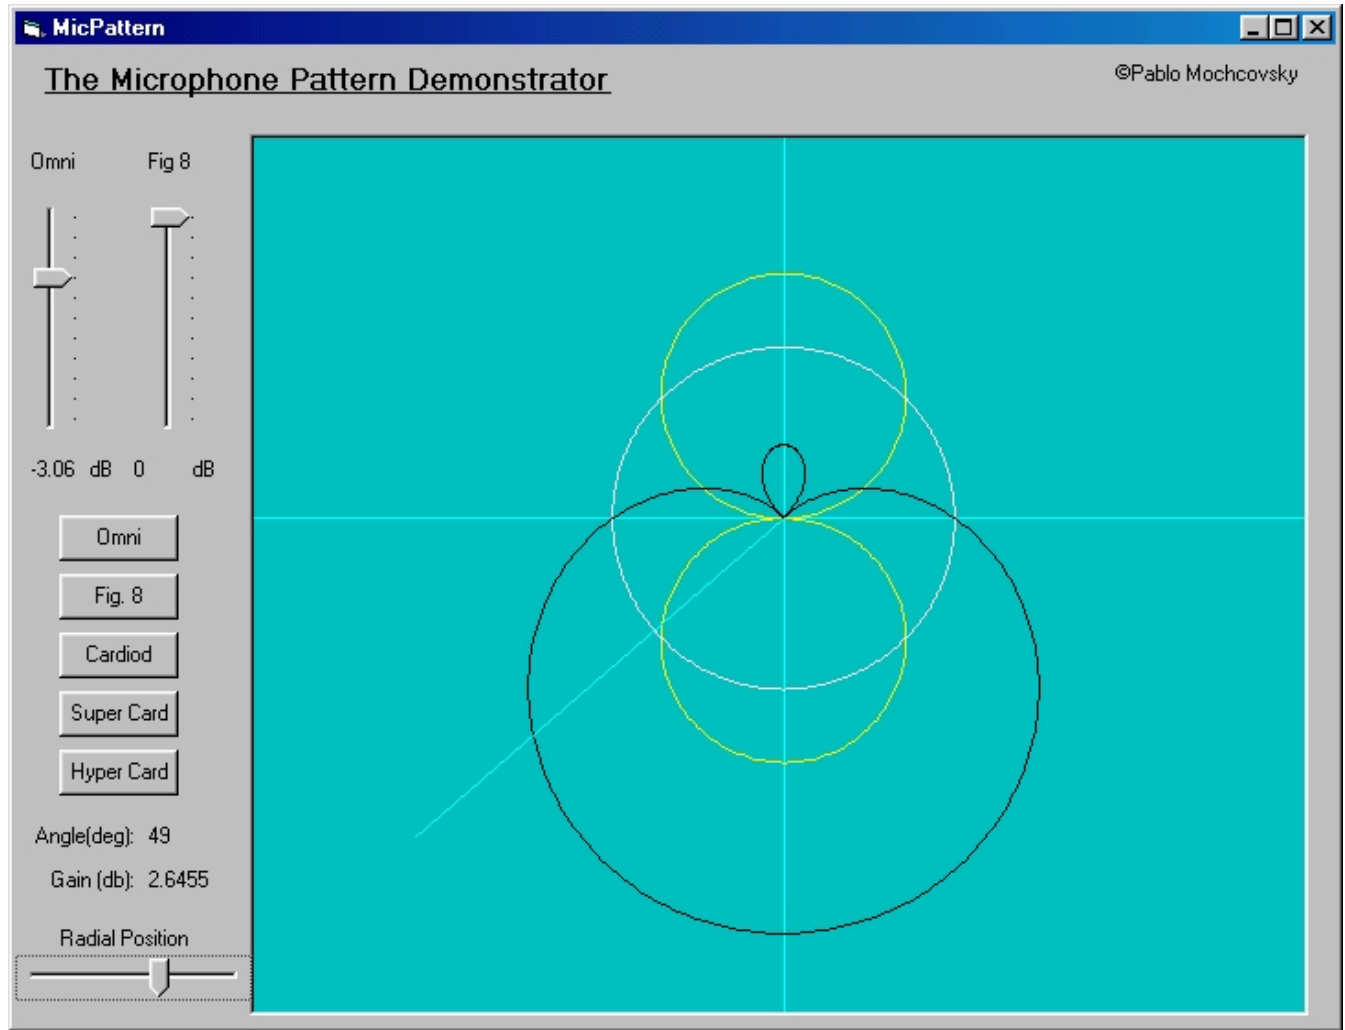 MicPattern
The Microphone Pattern Demonstrator
©Pablo Mochcovsky
Omni Fig 8
-3.06 dB 0 dB
Omni
Fig. 8
Cardiod
Super Card
Hyper Card
Angle(deg): 49
Gain (db): 2.6455
Radial Position